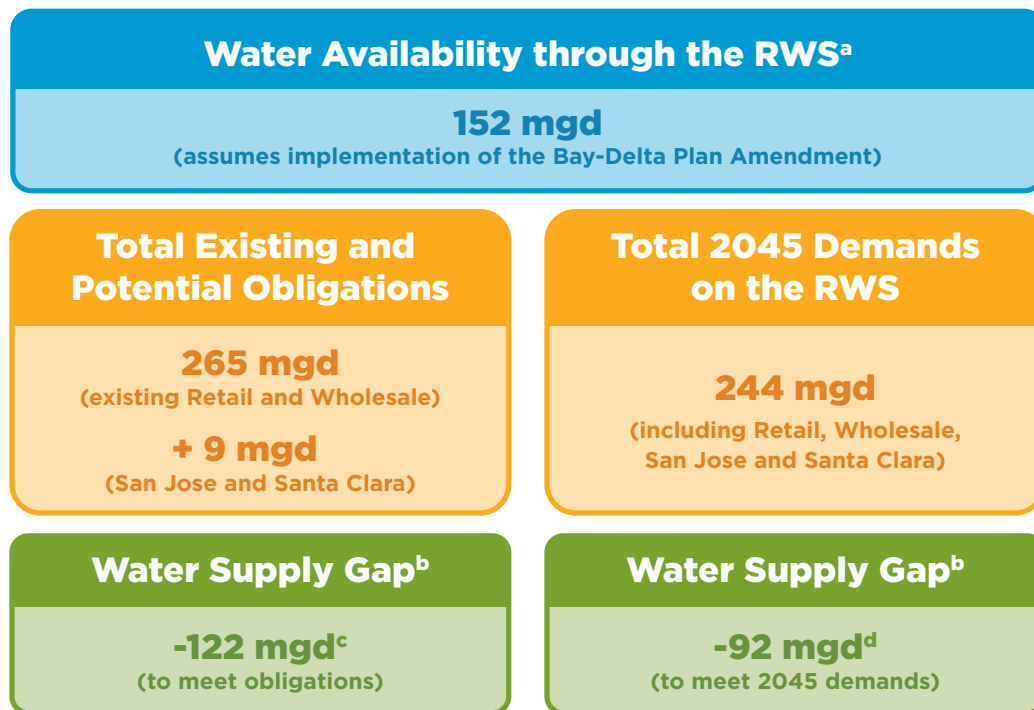 Water Availability through the RWSᵃ
152 mgd
(assumes implementation of the Bay-Delta Plan Amendment)
Total Existing and
Potential Obligations
265 mgd
(existing Retail and Wholesale)
+ 9 mgd
(San Jose and Santa Clara)
Total 2045 Demands
on the RWS
244 mgd
(including Retail, Wholesale,
San Jose and Santa Clara)
Water Supply Gapᵇ
-122 mgdᶜ
(to meet obligations)
Water Supply Gapᵇ
-92 mgdᵈ
(to meet 2045 demands)